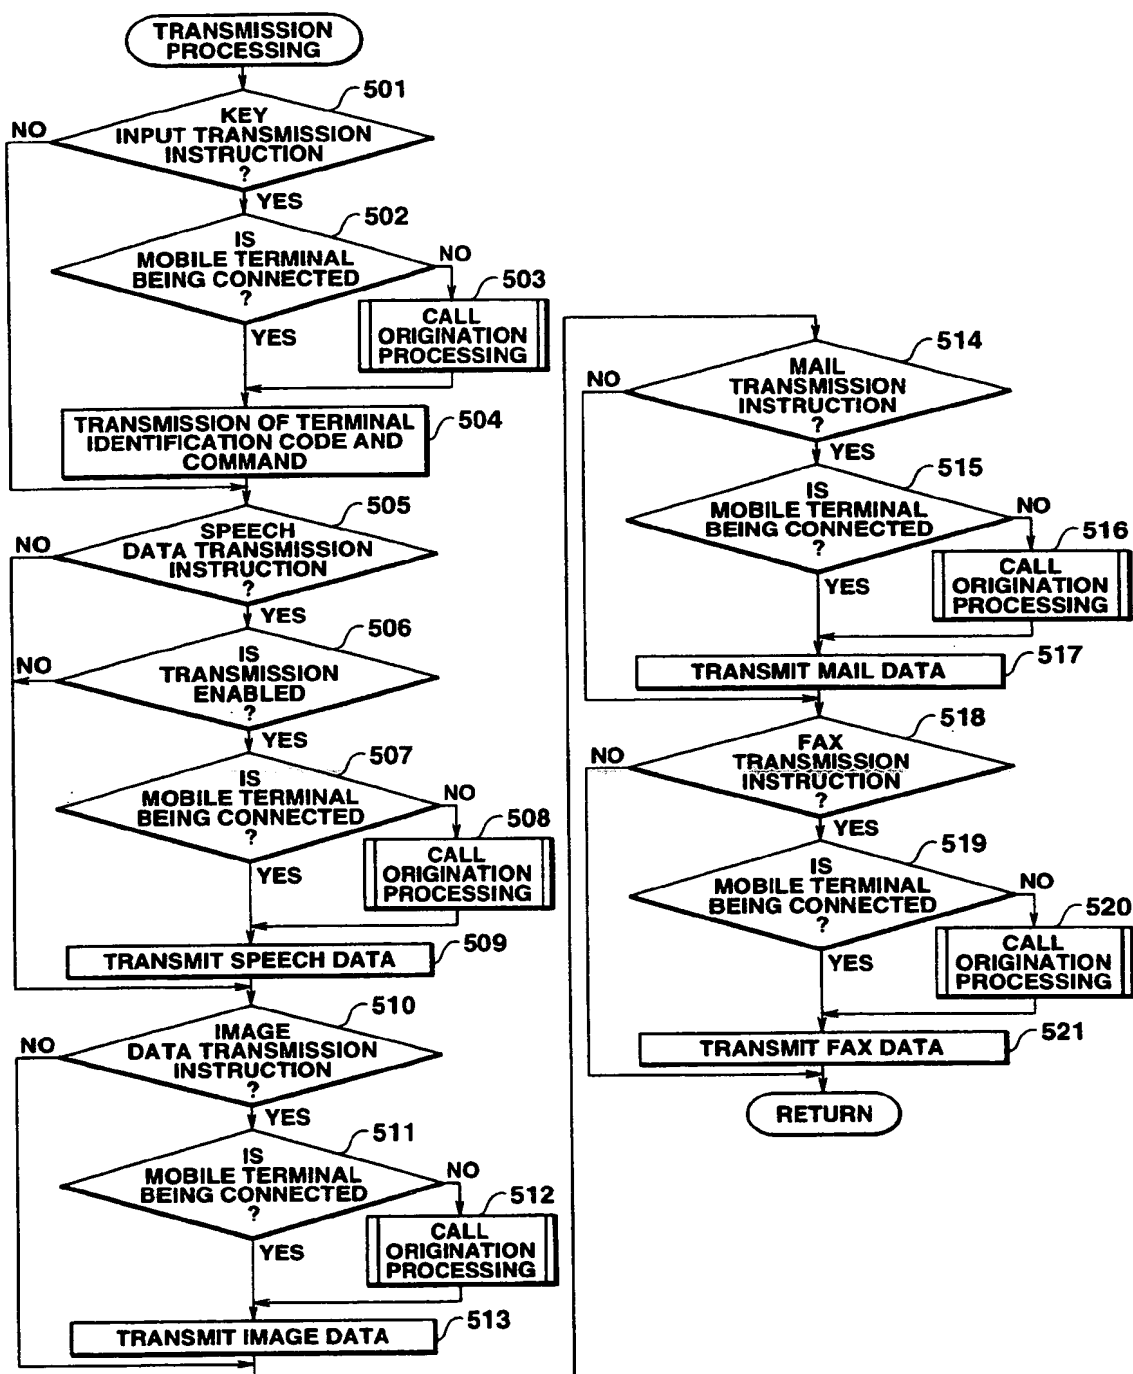 TRANSMISSION
PROCESSING
501
KEY
INPUT TRANSMISSION
INSTRUCTION
?
NO
YES
502
IS
MOBILE TERMINAL
BEING CONNECTED
?
NO
YES
503
CALL
ORIGINATION
PROCESSING
TRANSMISSION OF TERMINAL
IDENTIFICATION CODE AND
COMMAND
504
505
SPEECH
DATA TRANSMISSION
INSTRUCTION
?
NO
YES
506
IS
TRANSMISSION
ENABLED
?
NO
YES
507
IS
MOBILE TERMINAL
BEING CONNECTED
?
NO
YES
508
CALL
ORIGINATION
PROCESSING
TRANSMIT SPEECH DATA
509
510
IMAGE
DATA TRANSMISSION
INSTRUCTION
?
NO
YES
511
IS
MOBILE TERMINAL
BEING CONNECTED
?
NO
YES
512
CALL
ORIGINATION
PROCESSING
TRANSMIT IMAGE DATA
513
514
MAIL
TRANSMISSION
INSTRUCTION
?
NO
YES
515
IS
MOBILE TERMINAL
BEING CONNECTED
?
NO
YES
516
CALL
ORIGINATION
PROCESSING
TRANSMIT MAIL DATA
517
518
FAX
TRANSMISSION
INSTRUCTION
?
NO
YES
519
IS
MOBILE TERMINAL
BEING CONNECTED
?
NO
YES
520
CALL
ORIGINATION
PROCESSING
TRANSMIT FAX DATA
521
RETURN